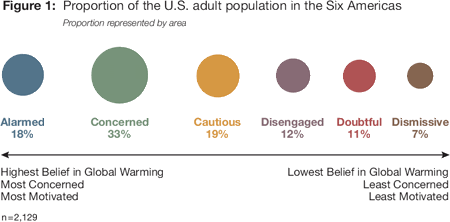 Figure 1: Proportion of the U.S. adult population in the Six Americas
Proportion represented by area
Alarmed Concerned Cautious Disengaged Doubtful Dismissive
18% 33% 19% 12% 11% 7%
Highest Belief in Global Warming Lowest Belief in Global Warming
Most Concerned Least Concerned
Most Motivated Least Motivated
n=2,129